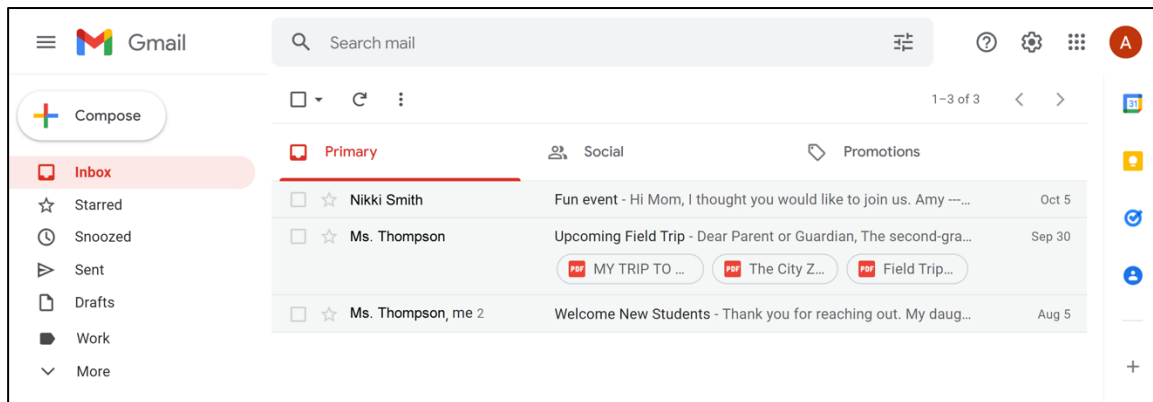 Gmail
Search mail
A
Compose
1–3 of 3
31
Primary
Social
Promotions
Inbox
Starred
Snoozed
Sent
Drafts
Work
More
Nikki Smith Fun event - Hi Mom, I thought you would like to join us. Amy ---... Oct 5
Ms. Thompson Upcoming Field Trip - Dear Parent or Guardian, The second-gra... Sep 30
PDF MY TRIP TO ... PDF The City Z... PDF Field Trip...
Ms. Thompson, me 2 Welcome New Students - Thank you for reaching out. My daug... Aug 5